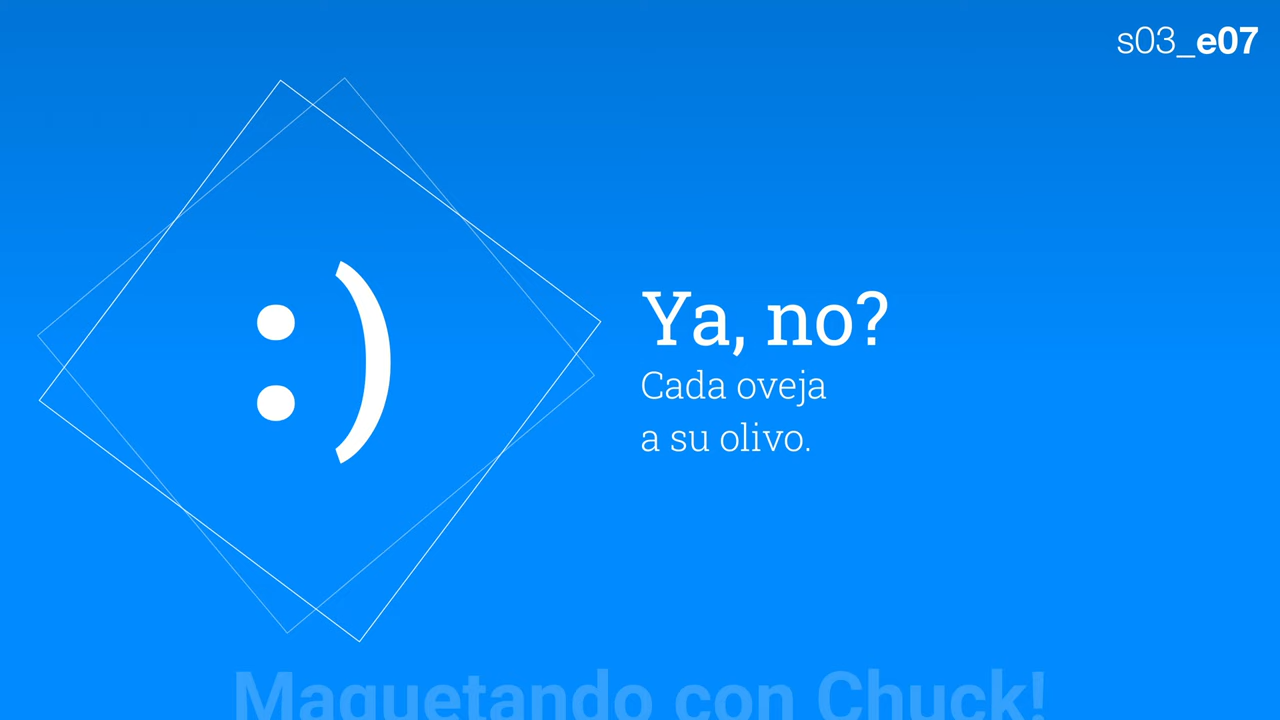 s03_e07
:)
Ya, no?
Cada oveja
a su olivo.
Maquetando con Chuck!